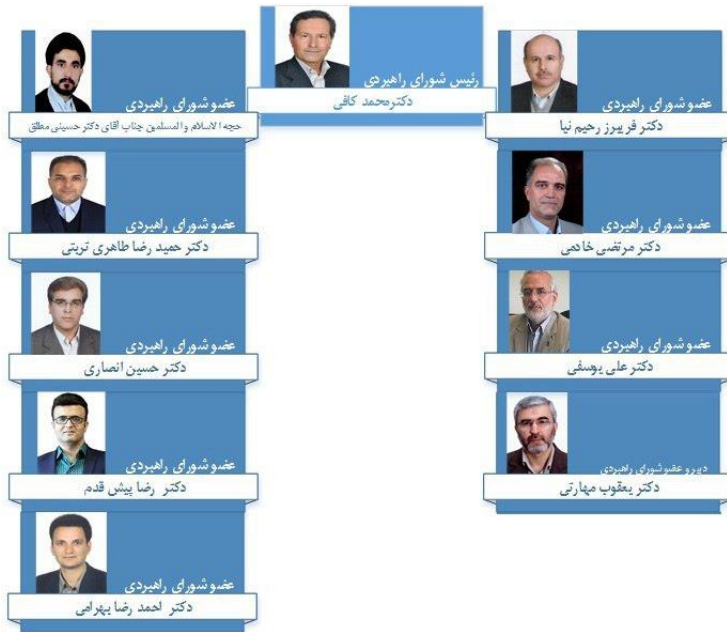 رئیس شورای راهبردی
دکتر محمد کافی
عضو شورای راهبردی
دکتر فریبرز رحیم نیا
عضو شورای راهبردی
حجه الاسلام و المسلمین جناب آقای دکتر حسینی مطلق
عضو شورای راهبردی
دکتر مرتضی خادمی
عضو شورای راهبردی
دکتر حمید رضا طاهری تربتی
عضو شورای راهبردی
دکتر علی یوسفی
عضو شورای راهبردی
دکتر حسین انصاری
دبیر و عضو شورای راهبردی
دکتر یعقوب مهارتی
عضو شورای راهبردی
دکتر رضا پیش قدم
عضو شورای راهبردی
دکتر احمد رضا بهرامی